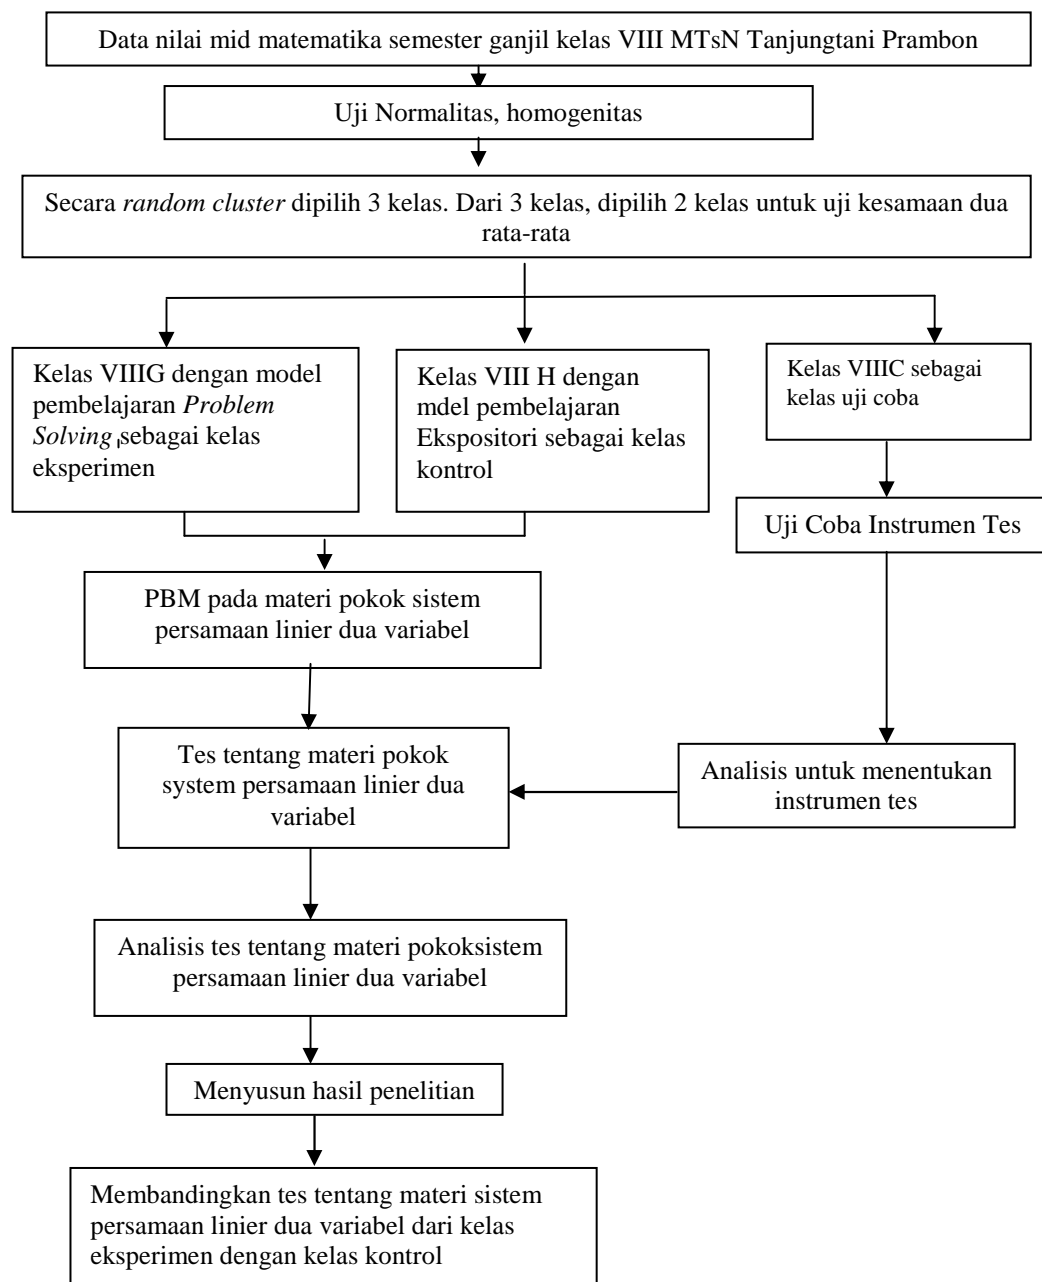 Data nilai mid matematika semester ganjil kelas VIII MTsN Tanjungtani Prambon
Uji Normalitas, homogenitas
Secara random cluster dipilih 3 kelas. Dari 3 kelas, dipilih 2 kelas untuk uji kesamaan dua
rata-rata
Kelas VIIIG dengan model
pembelajaran Problem
Solving sebagai kelas
eksperimen
Kelas VIII H dengan
mdel pembelajaran
Ekspositori sebagai kelas
kontrol
Kelas VIIIC sebagai
kelas uji coba
Uji Coba Instrumen Tes
PBM pada materi pokok sistem
persamaan linier dua variabel
Tes tentang materi pokok
system persamaan linier dua
variabel
Analisis untuk menentukan
instrumen tes
Analisis tes tentang materi pokoksistem
persamaan linier dua variabel
Menyusun hasil penelitian
Membandingkan tes tentang materi sistem
persamaan linier dua variabel dari kelas
eksperimen dengan kelas kontrol